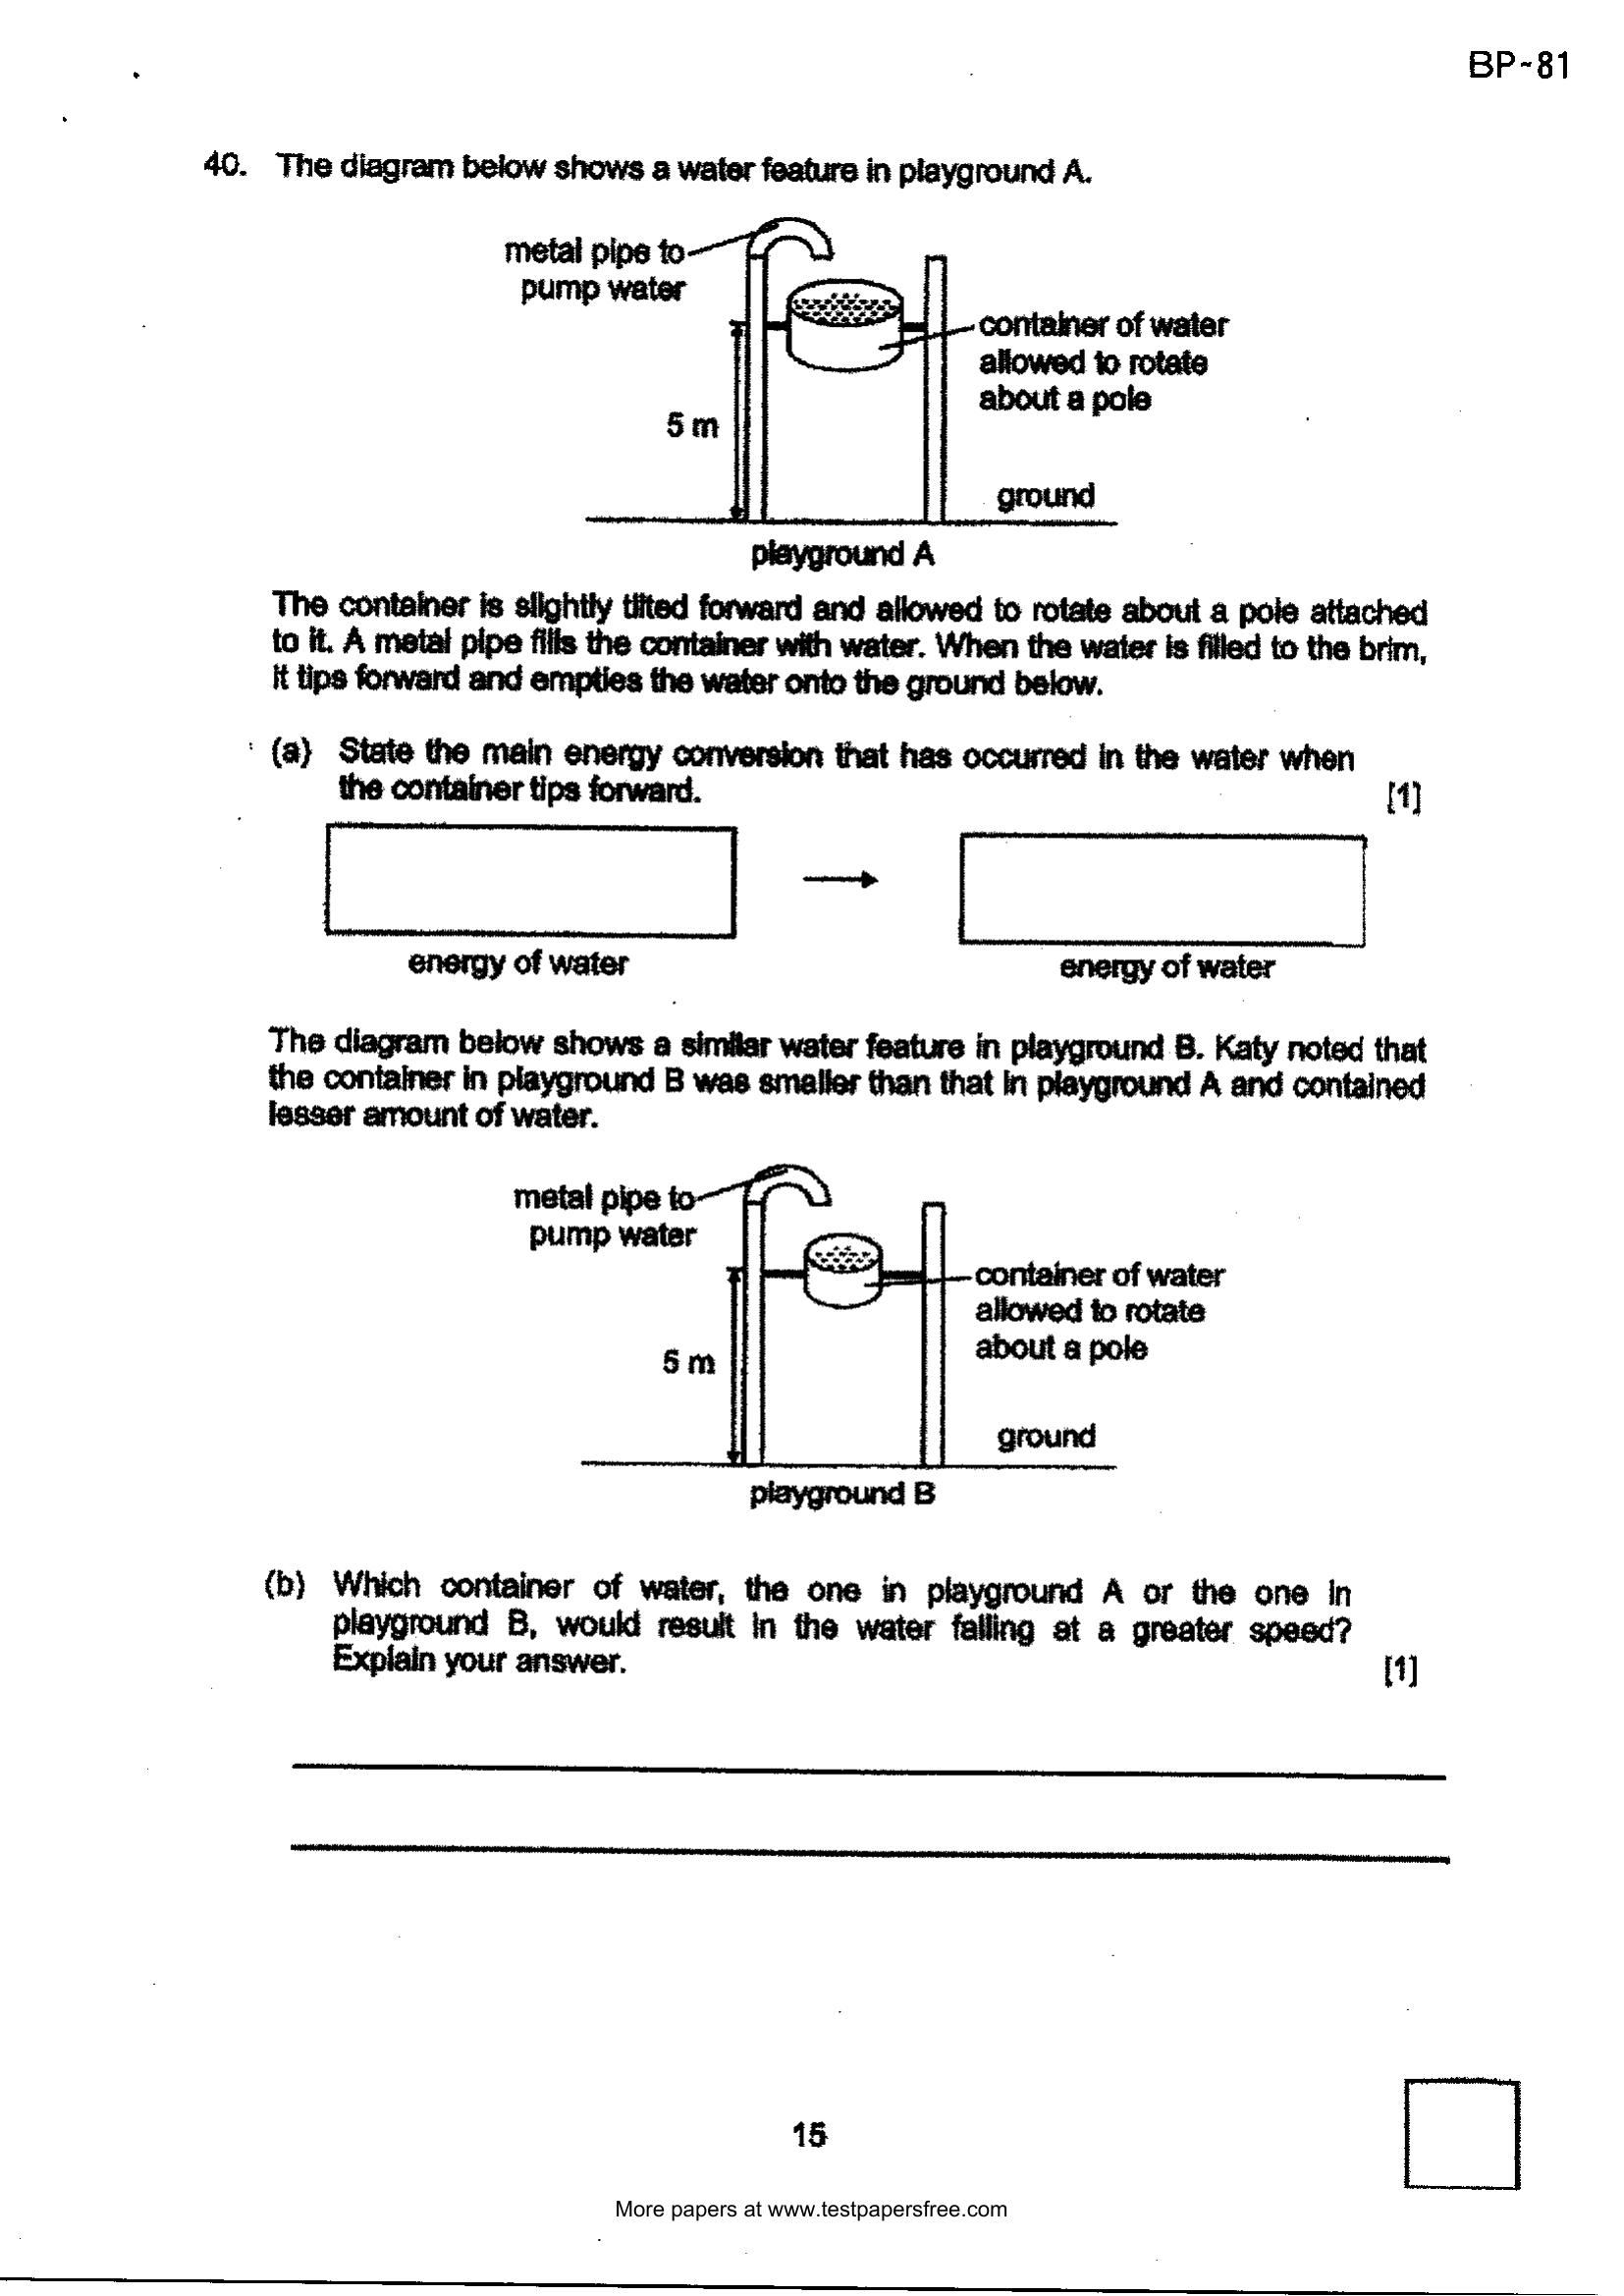 BP-81
40. The diagram below shows a water feature in playground A.
metal pipe to
pump water
container of water
allowed to rotate
about a pole
5 m
ground
playground A
The container is slightly tilted forward and allowed to rotate about a pole attached
to it. A metal pipe fills the container with water. When the water is filled to the brim,
it tips forward and empties the water onto the ground below.
(a) State the main energy conversion that has occurred in the water when
the container tips forward. [1]
energy of water
energy of water
The diagram below shows a similar water feature in playground B. Katy noted that
the container in playground B was smaller than that in playground A and contained
lesser amount of water.
metal pipe to
pump water
container of water
allowed to rotate
about a pole
5 m
ground
playground B
(b) Which container of water, the one in playground A or the one in
playground B, would result in the water falling at a greater speed?
Explain your answer. [1]
15
More papers at www.testpapersfree.com